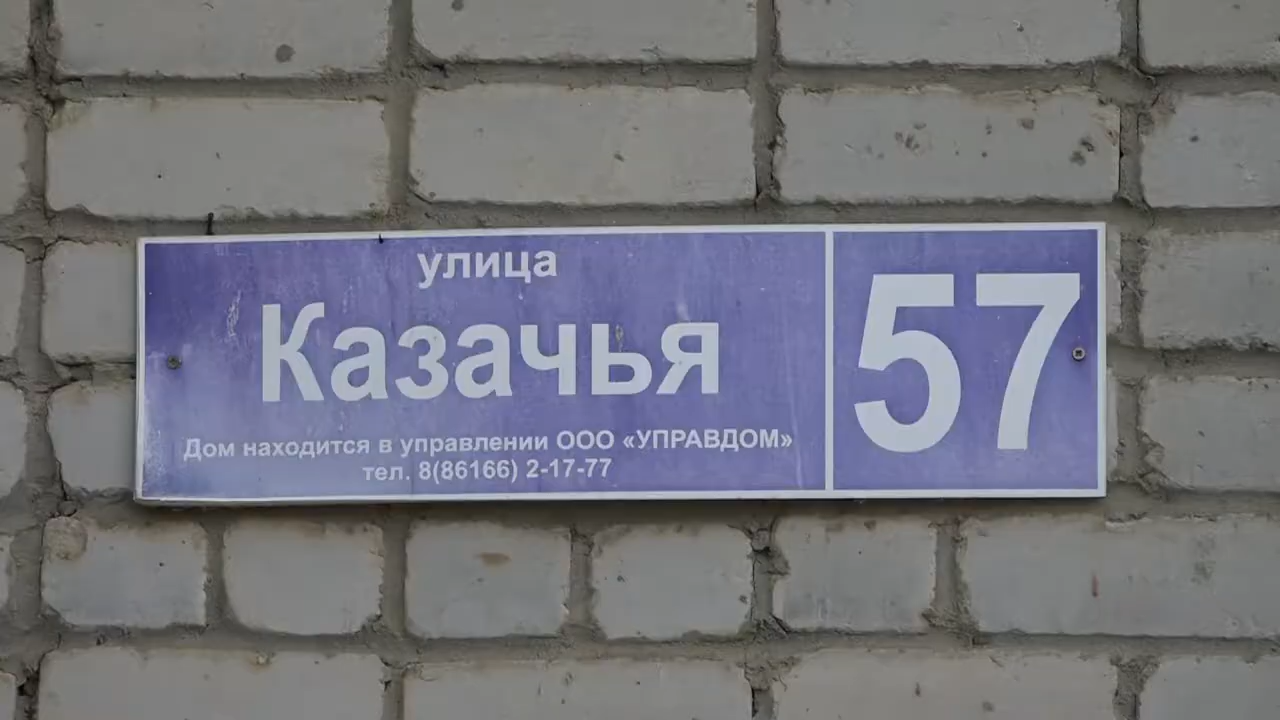 улица
Казачья
57
Дом находится в управлении ООО «УПРАВДОМ»
тел. 8(86166) 2-17-77